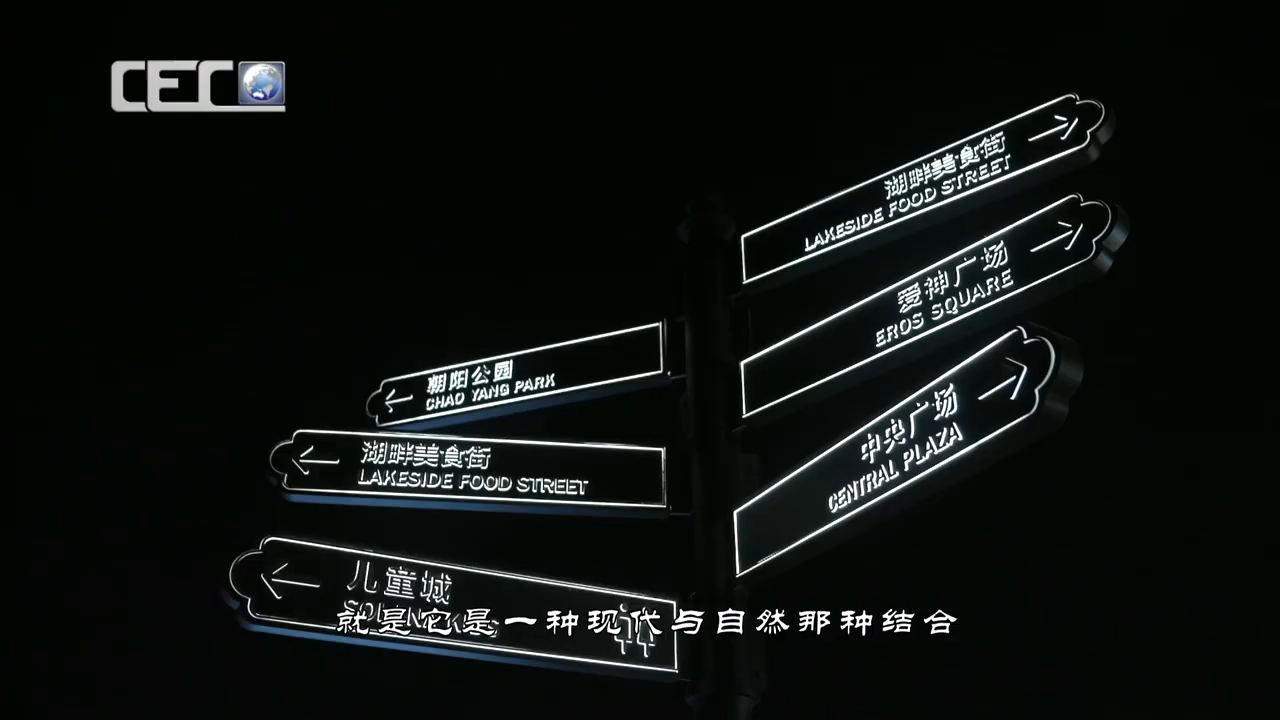 CEC
湖畔美食街
LAKESIDE FOOD STREET
爱神广场
EROS SQUARE
中央广场
CENTRAL PLAZA
朝阳公园
CHAO YANG PARK
湖畔美食街
LAKESIDE FOOD STREET
儿童城
就是它是一种现代与自然那种结合